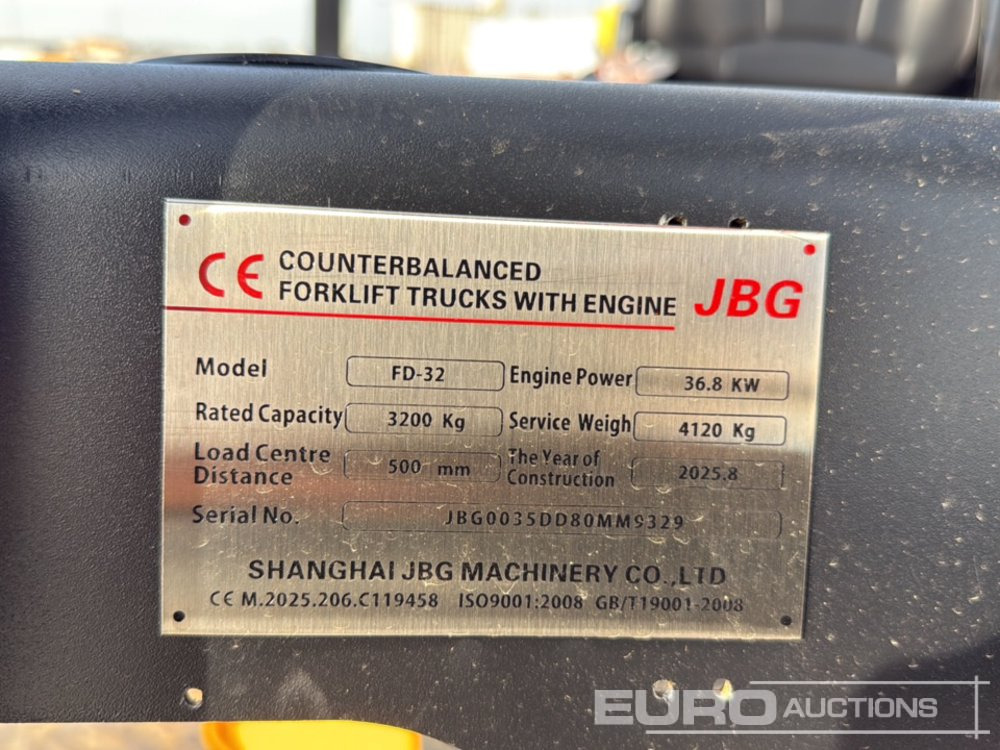 CE COUNTERBALANCED
FORKLIFT TRUCKS WITH ENGINE JBG
Model FD-32 Engine Power 36.8 KW
Rated Capacity 3200 Kg Service Weigh 4120 Kg
Load Centre Distance 500 mm The Year of Construction 2025.8
Serial No. JBG0035DD80MM9329
SHANGHAI JBG MACHINERY CO.,LTD
CE M.2025.206.C119458 ISO9001:2008 GB/T19001-2008
EURO AUCTIONS